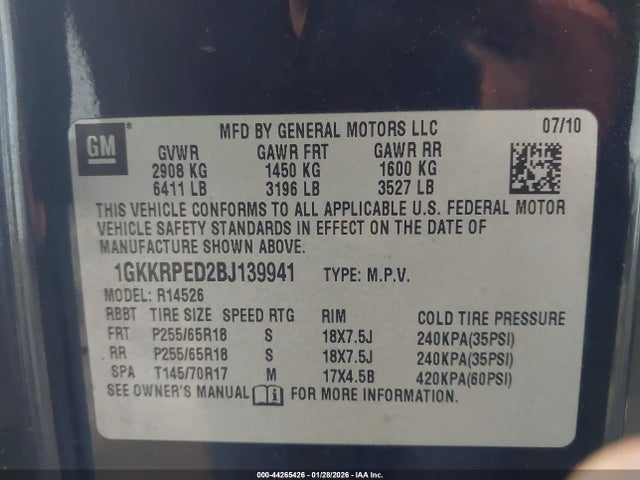 GM ®
MFD BY GENERAL MOTORS LLC 07/10
GVWR GAWR FRT GAWR RR
2908 KG 1450 KG 1600 KG
6411 LB 3196 LB 3527 LB
THIS VEHICLE CONFORMS TO ALL APPLICABLE U.S. FEDERAL MOTOR
VEHICLE SAFETY STANDARDS IN EFFECT ON THE DATE OF
MANUFACTURE SHOWN ABOVE.
1GKKRPED2BJ139941 TYPE: M.P.V.
MODEL: R14526
RBBT TIRE SIZE SPEED RTG RIM COLD TIRE PRESSURE
FRT P255/65R18 S 18X7.5J 240KPA(35PSI)
RR P255/65R18 S 18X7.5J 240KPA(35PSI)
SPA T145/70R17 M 17X4.5B 420KPA(60PSI)
SEE OWNER'S MANUAL i FOR MORE INFORMATION.
000-44265426 | 01/28/2026 | IAA Inc.